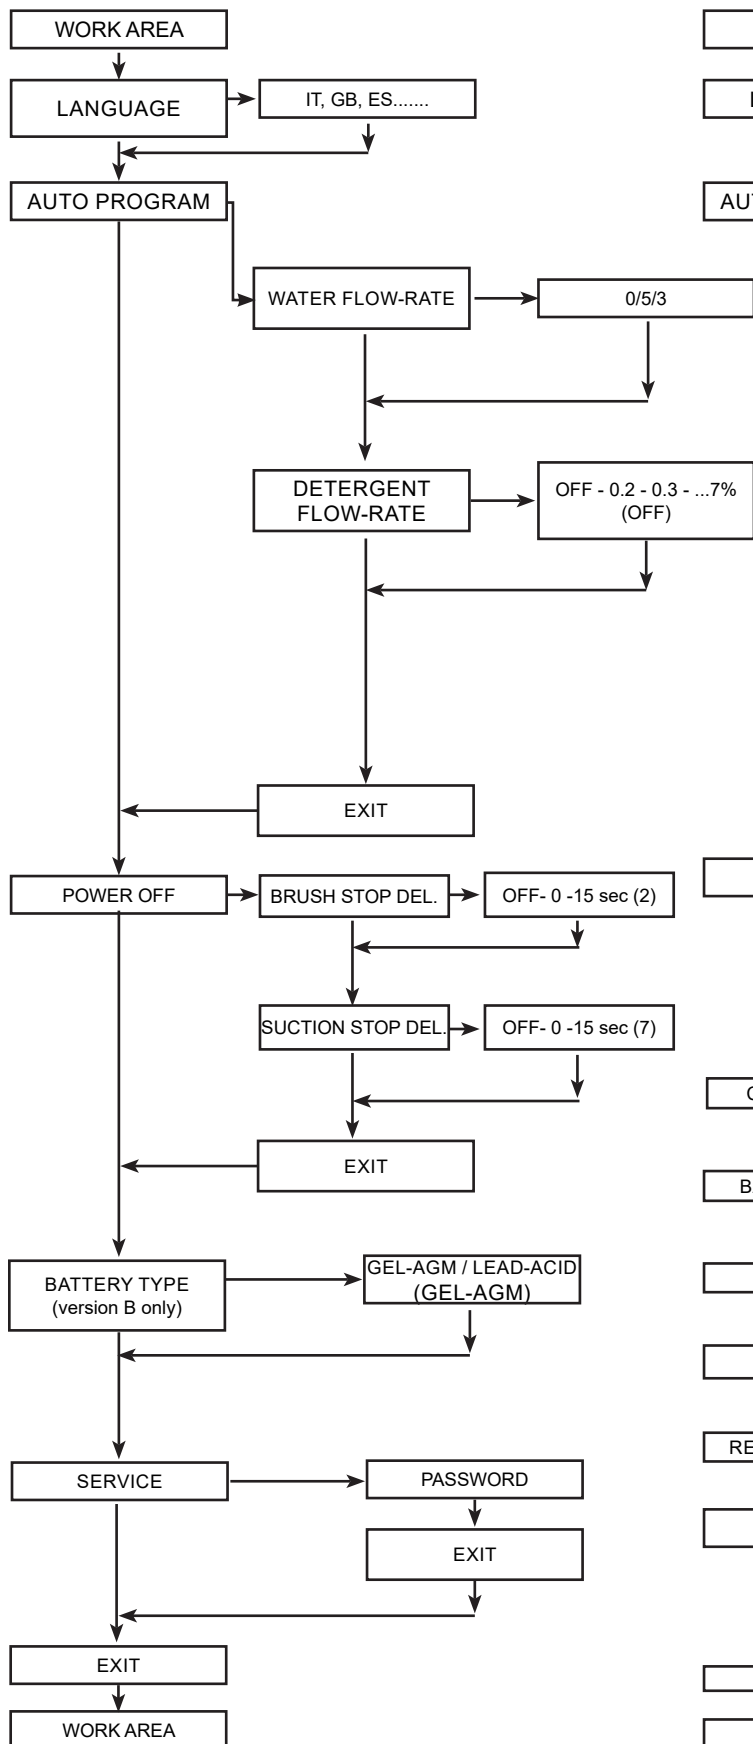 WORK AREA
LANGUAGE
IT, GB, ES.......
AUTO PROGRAM
AU
WATER FLOW-RATE
0/5/3
DETERGENT
FLOW-RATE
OFF - 0.2 - 0.3 - ...7%
(OFF)
EXIT
POWER OFF
BRUSH STOP DEL.
OFF- 0 -15 sec (2)
SUCTION STOP DEL.
OFF- 0 -15 sec (7)
EXIT
B
BATTERY TYPE
(version B only)
GEL-AGM / LEAD-ACID
(GEL-AGM)
RE
SERVICE
PASSWORD
EXIT
EXIT
WORK AREA